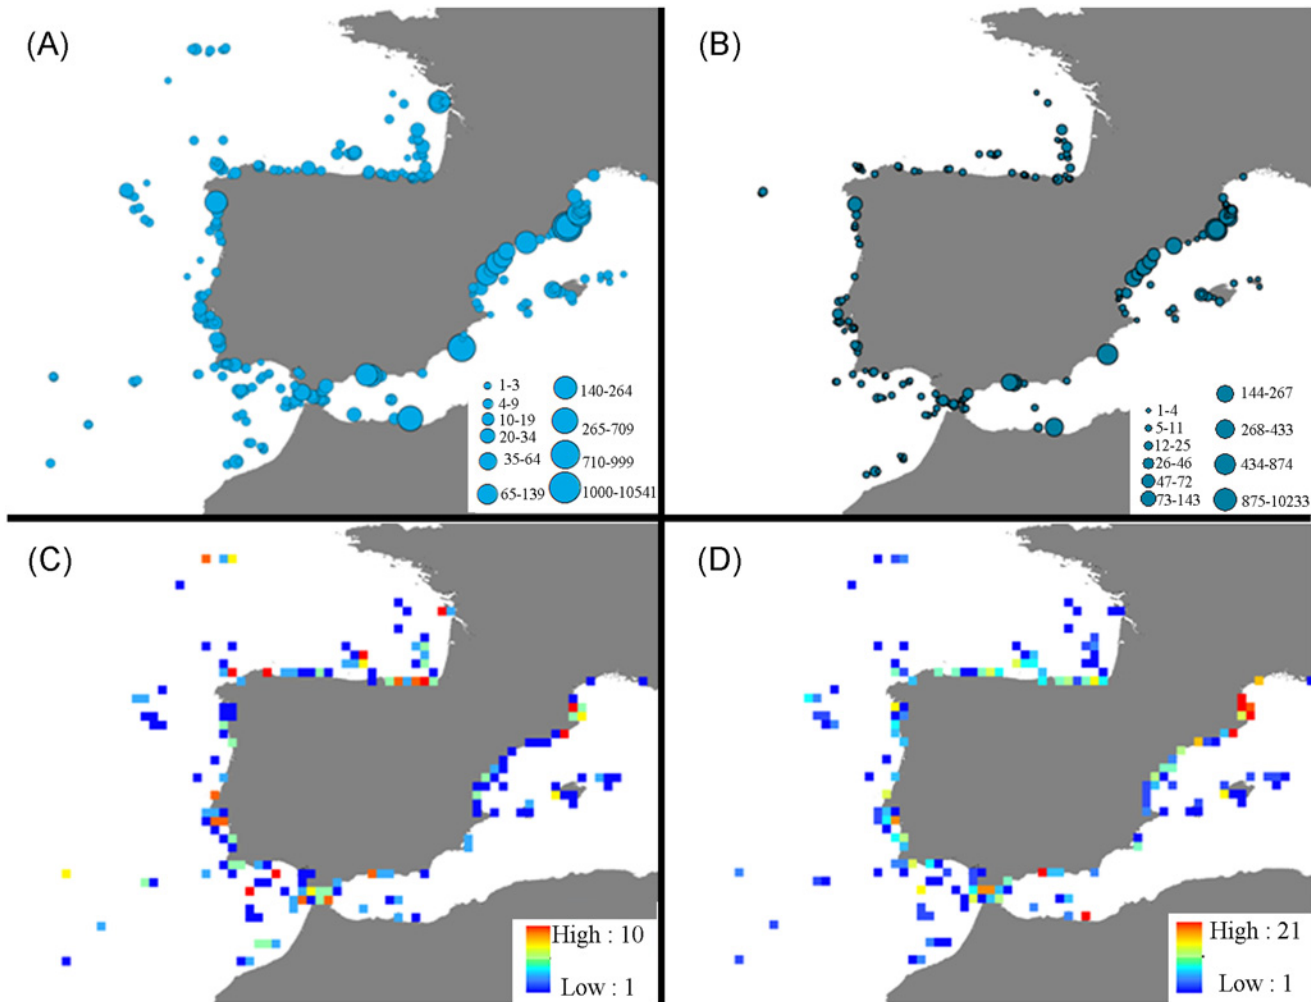 (A)
1-3
4-9
10-19
20-34
35-64
65-139
140-264
265-709
710-999
1000-10541
(B)
1-4
5-11
12-25
26-46
47-72
73-143
144-267
268-433
434-874
875-10233
(C)
High : 10
Low : 1
(D)
High : 21
Low : 1